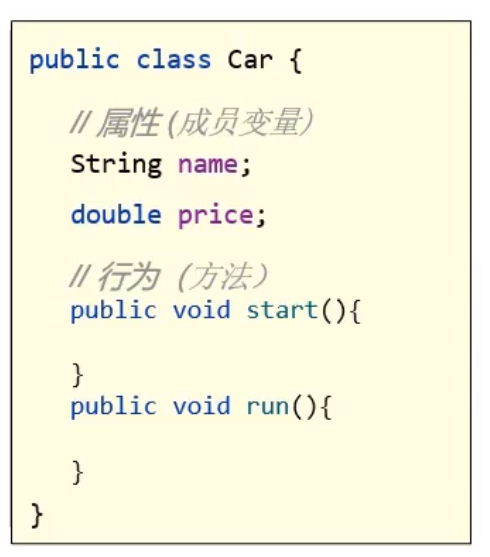 public class Car {
// 属性 (成员变量）
String name;
double price;
// 行为（方法）
public void start(){
}
public void run(){
}
}